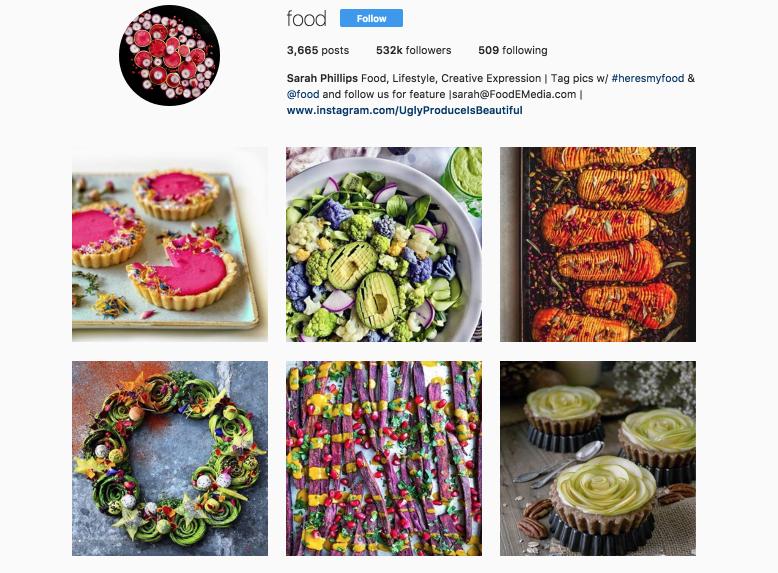 food Follow
3,665 posts 532k followers 509 following
Sarah Phillips Food, Lifestyle, Creative Expression | Tag pics w/ #heresmyfood &
@food and follow us for feature |sarah@FoodEMedia.com |
www.instagram.com/UglyProduceIsBeautiful